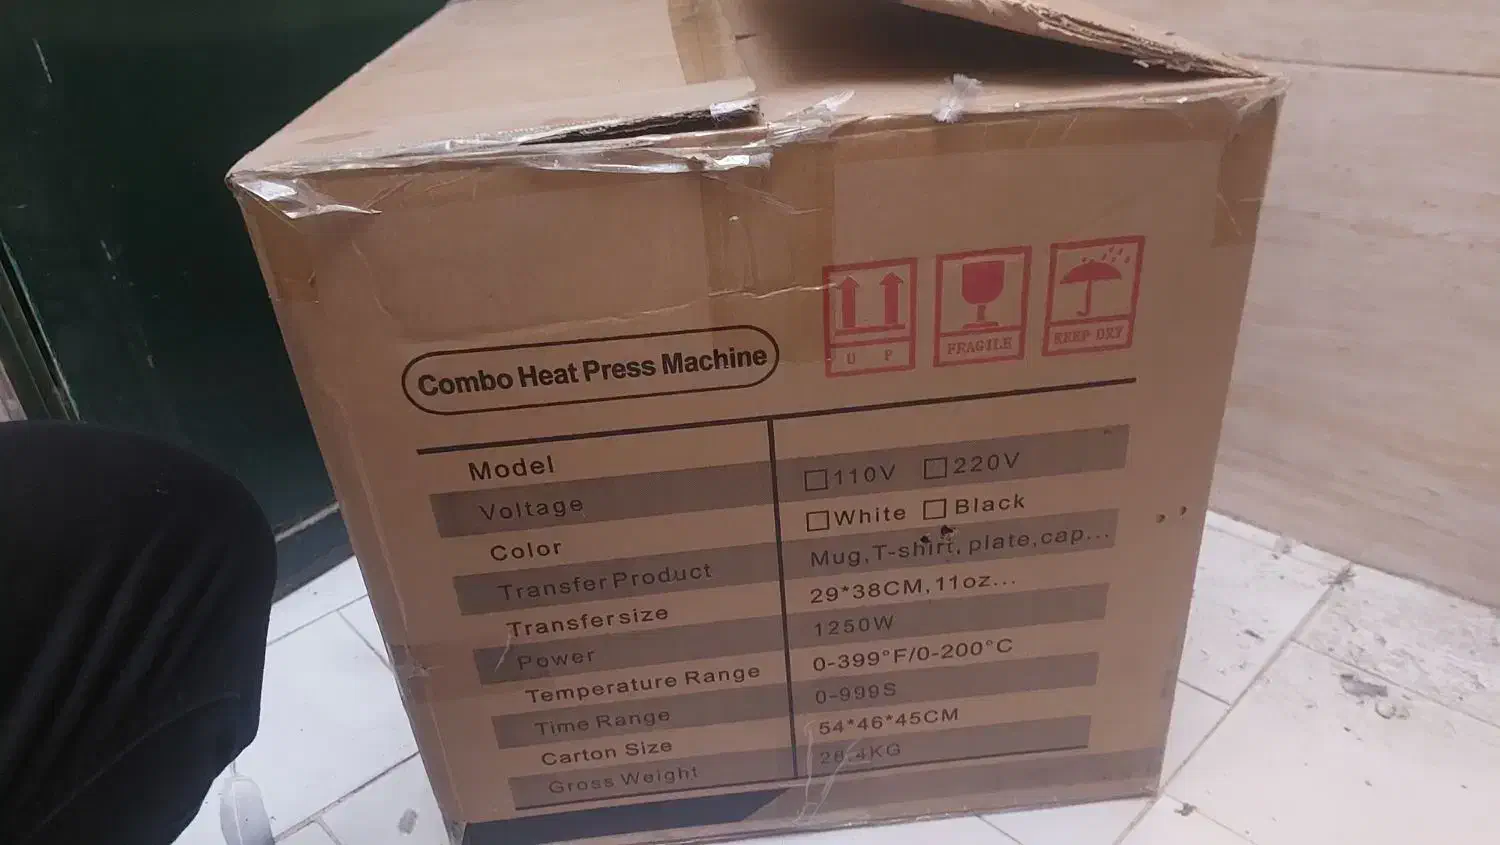 U P
FRAGILE
KEEP DRY
Combo Heat Press Machine
Model
Voltage □110V □220V
Color □White □Black
Transfer Product Mug,T-shirt,plate,cap...
Transfersize 29*38CM,11oz...
Power 1250W
Temperature Range 0-399°F/0-200°C
Time Range 0-999S
Carton Size 54*46*45CM
Gross Weight